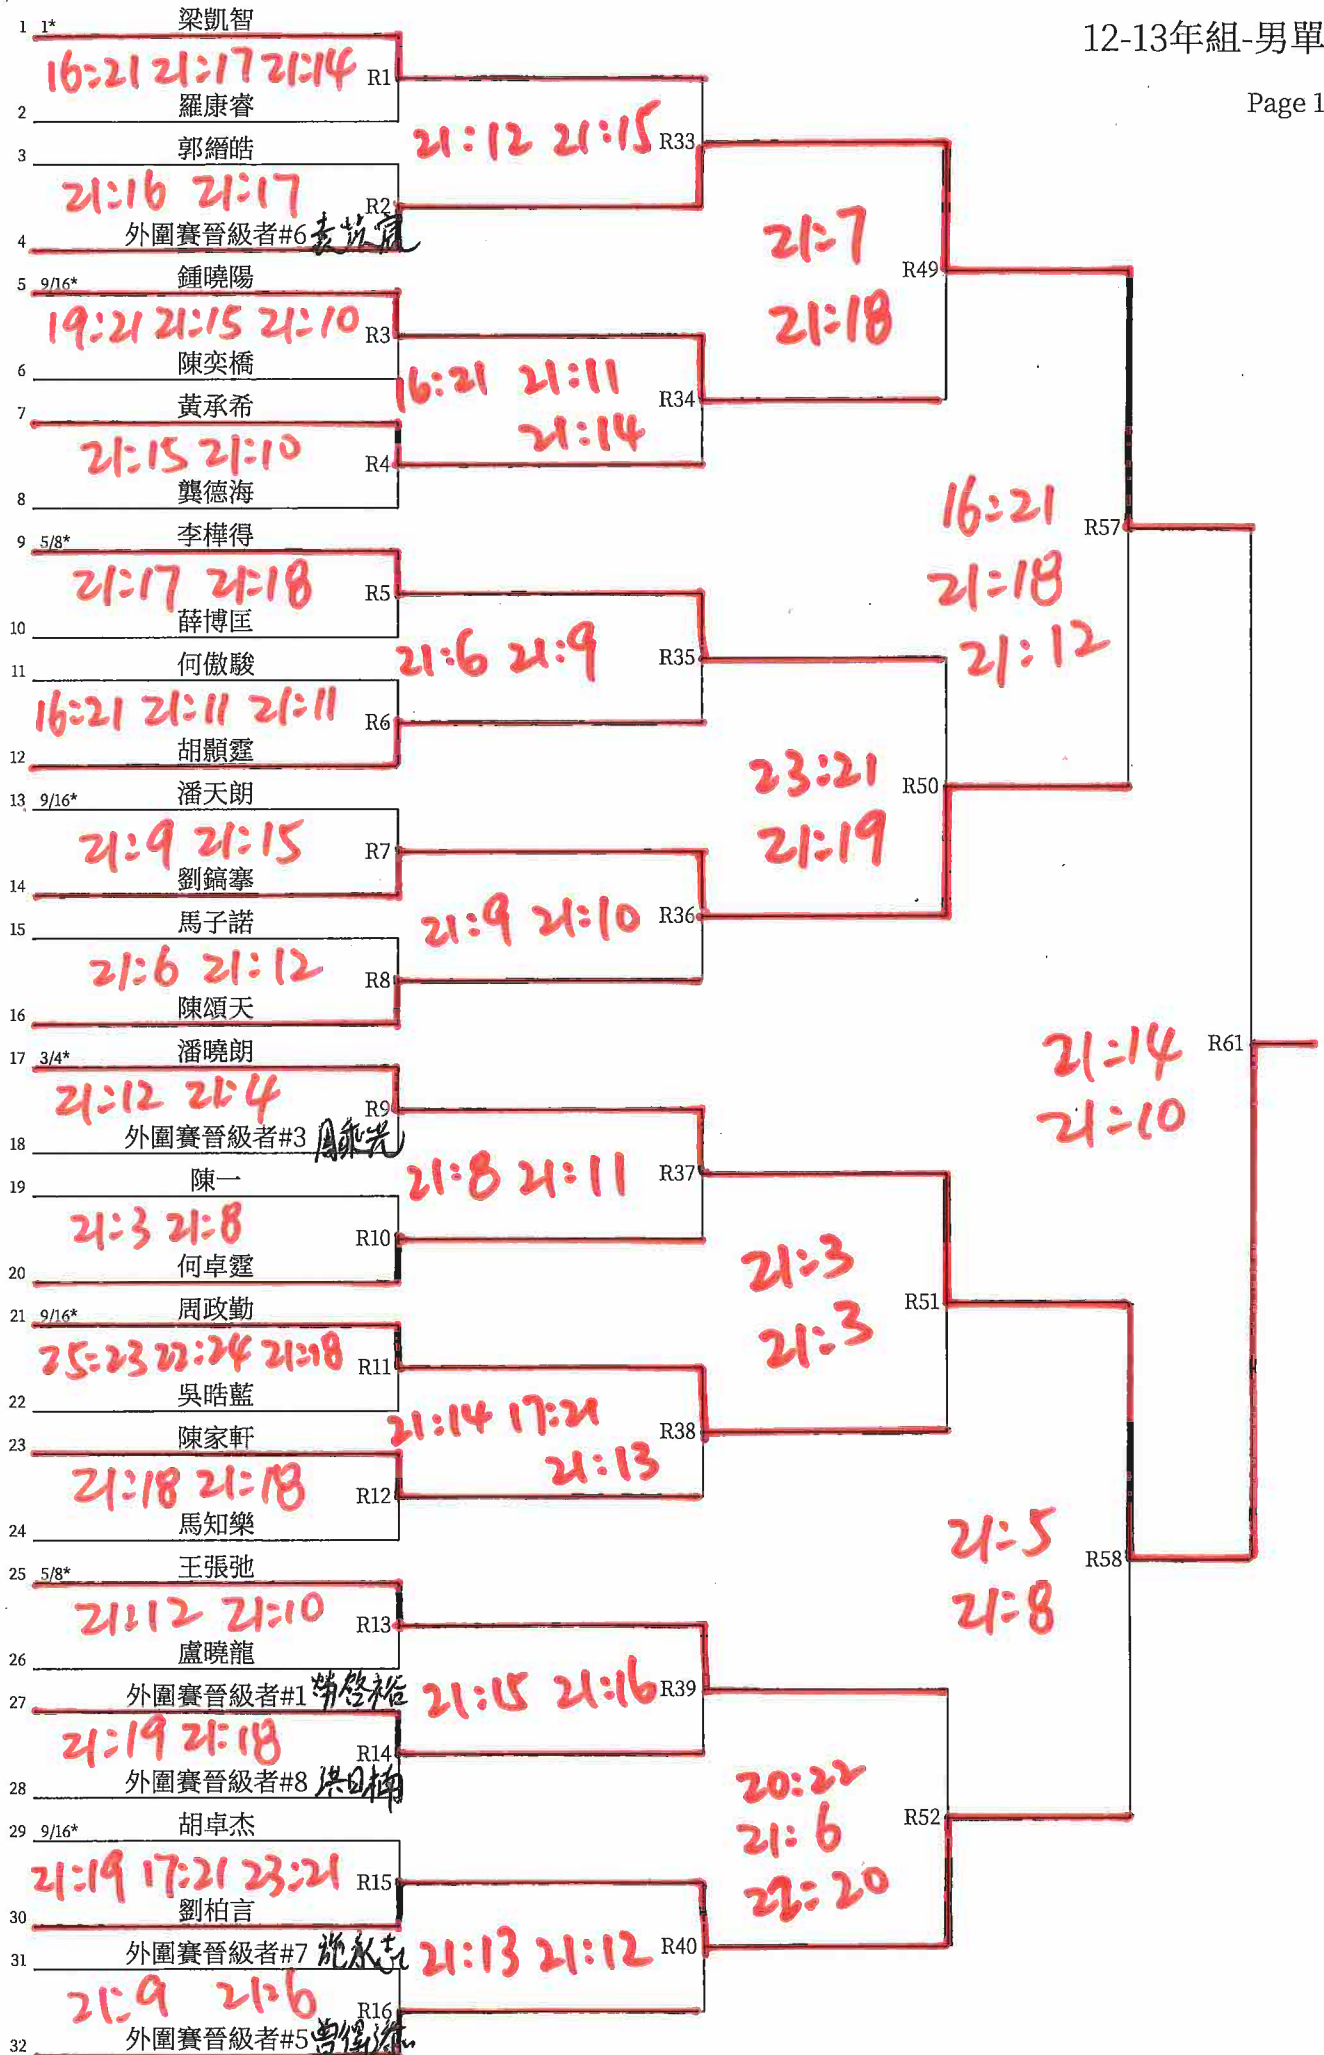 12-13年組-男單
Page 1
1 1* 梁凱智
16:21 21:17 21:14 R1
2 羅康睿
21:12 21:15 R33
3 郭縉皓
21:16 21:17 R2
4 外圍賽晉級者#6
21:7
21:18
R49
5 9/16* 鍾曉陽
19:21 21:15 21:10 R3
6 陳奕橋
16:21 21:11
21:14
R34
7 黃承希
21:15 21:10 R4
8 龔德海
16:21
21:18
21:12
R57
9 5/8* 李樺得
21:17 21:18 R5
10 薛博匡
21:6 21:9 R35
11 何傲駿
16:21 21:11 21:11 R6
12 胡顥霆
23:21
21:19
R50
13 9/16* 潘天朗
21:9 21:15 R7
14 劉鎬搴
21:9 21:10 R36
15 馬子諾
21:6 21:12 R8
16 陳頌天
21:14
21:10
R61
17 3/4* 潘曉朗
21:12 21:4 R9
18 外圍賽晉級者#3
21:8 21:11 R37
19 陳一
21:3 21:8 R10
20 何卓霆
21:3
21:3
R51
21 9/16* 周政勤
25:23 22:24 21:18 R11
22 吳晧藍
21:14 17:21
21:13
R38
23 陳家軒
21:18 21:18 R12
24 馬知樂
21:5
21:8
R58
25 5/8* 王張弛
21:12 21:10 R13
26 盧曉龍
21:15 21:16 R39
27 外圍賽晉級者#1 勞啓裕
21:19 21:18 R14
28 外圍賽晉級者#8 洪日楠
20:22
21:6
22:20
R52
29 9/16* 胡卓杰
21:19 17:21 23:21 R15
30 劉柏言
21:13 21:12 R40
31 外圍賽晉級者#7 施永志
21:9 21:6 R16
32 外圍賽晉級者#5